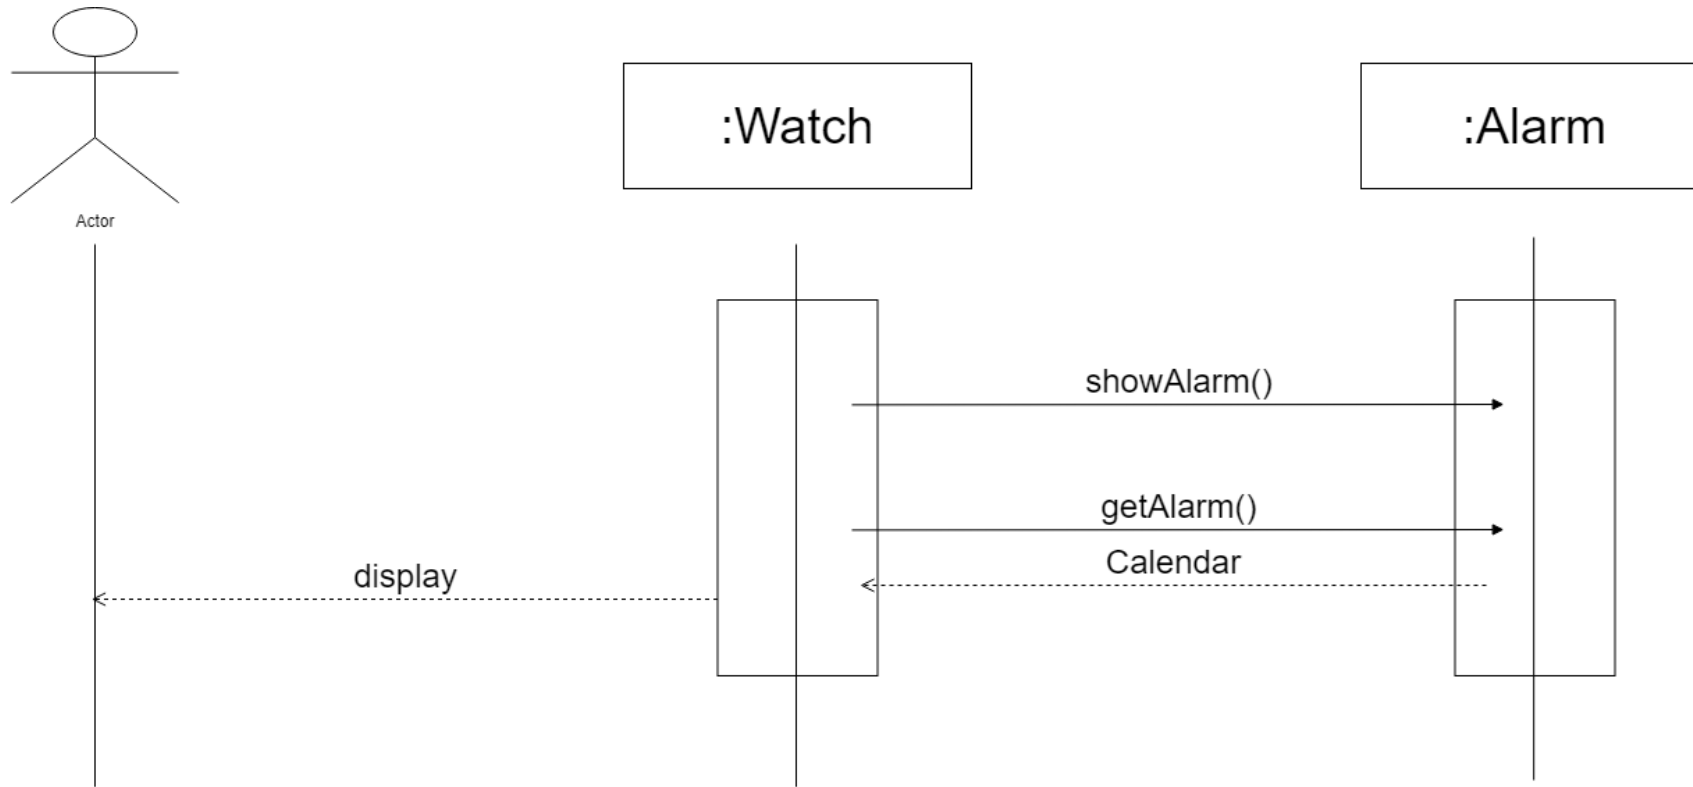 :Watch
:Alarm
Actor
showAlarm()
getAlarm()
Calendar
display